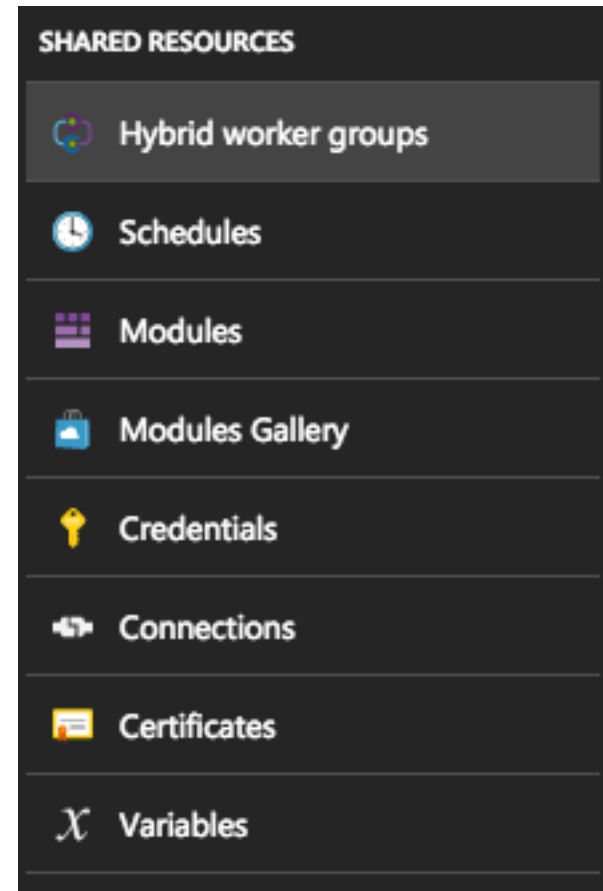 SHARED RESOURCES
Hybrid worker groups
Schedules
Modules
Modules Gallery
Credentials
Connections
Certificates
X Variables